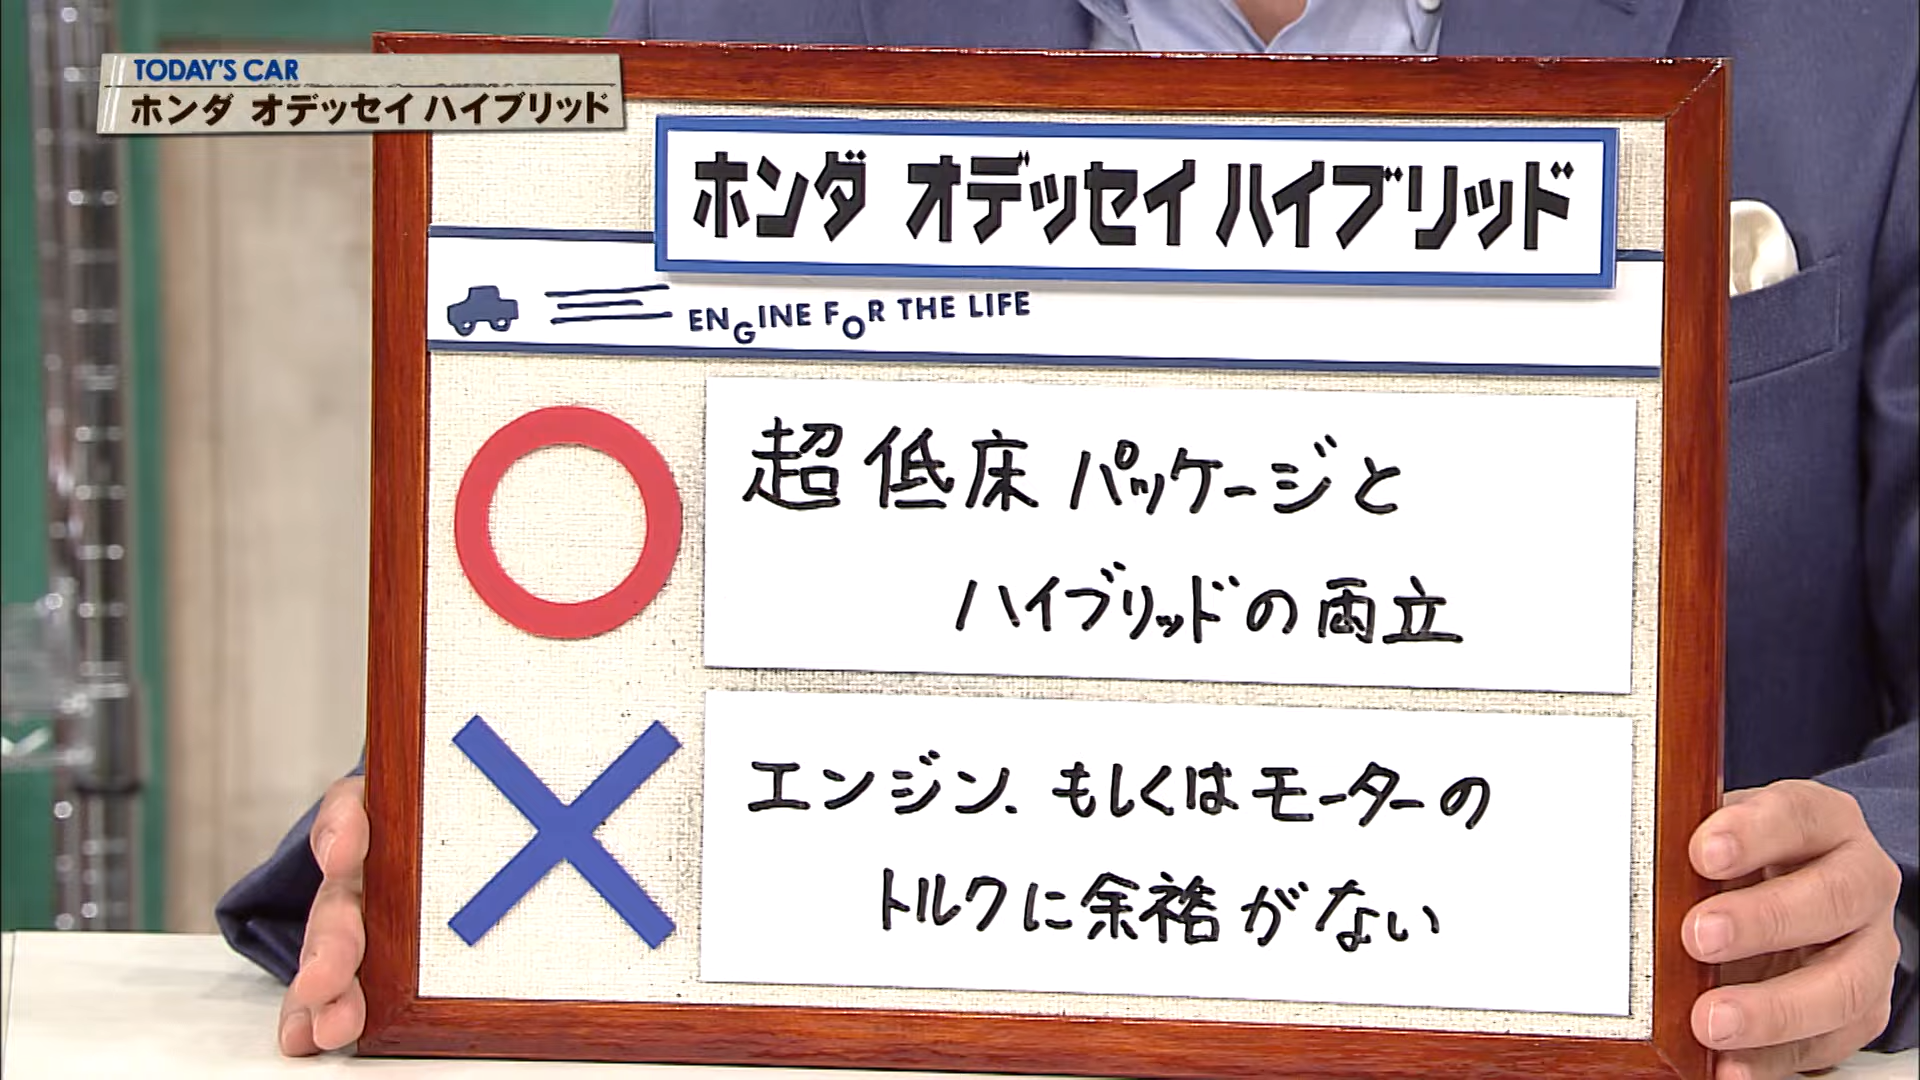 TODAY'S CAR
ホンダ オデッセイ ハイブリッド
ホンダ オデッセイ ハイブリッド
ENGINE FOR THE LIFE
超低床パッケージと
ハイブリッドの両立
エンジン、もしくはモーターの
トルクに余裕がない